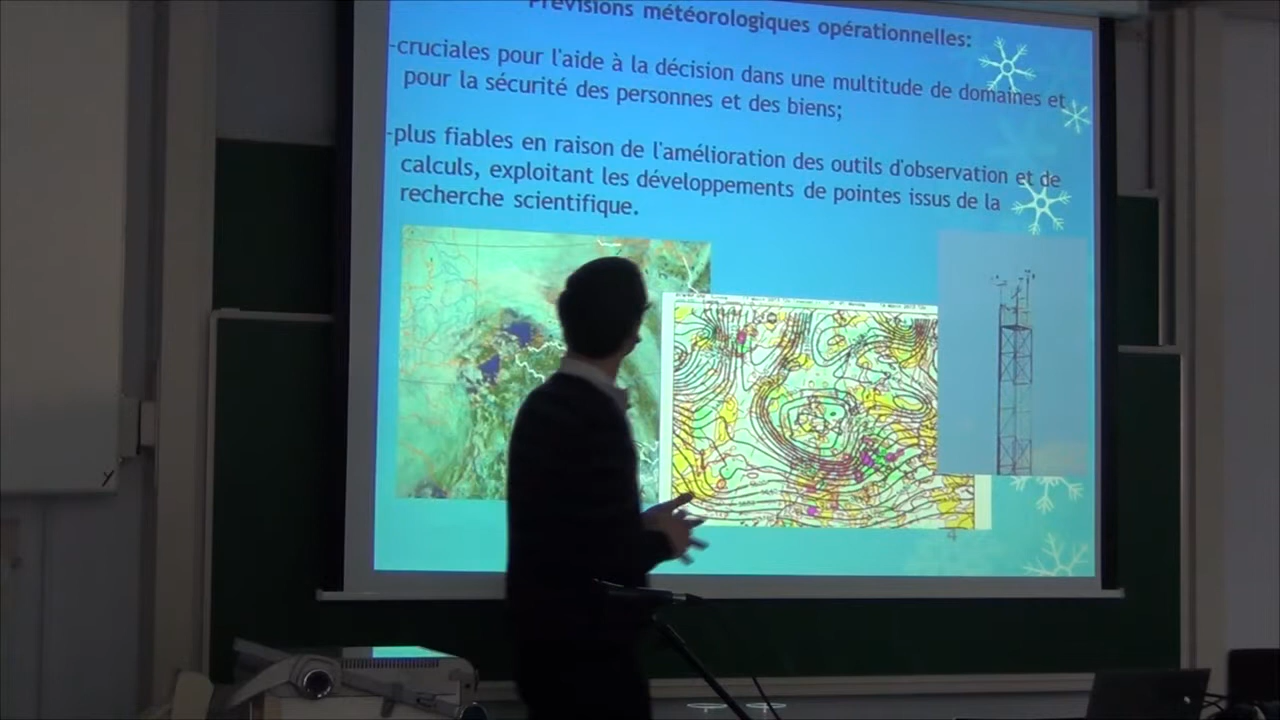 Prévisions météorologiques opérationnelles:
-cruciales pour l'aide à la décision dans une multitude de domaines et
pour la sécurité des personnes et des biens;
-plus fiables en raison de l'amélioration des outils d'observation et de
calculs, exploitant les développements de pointes issus de la
recherche scientifique.
4